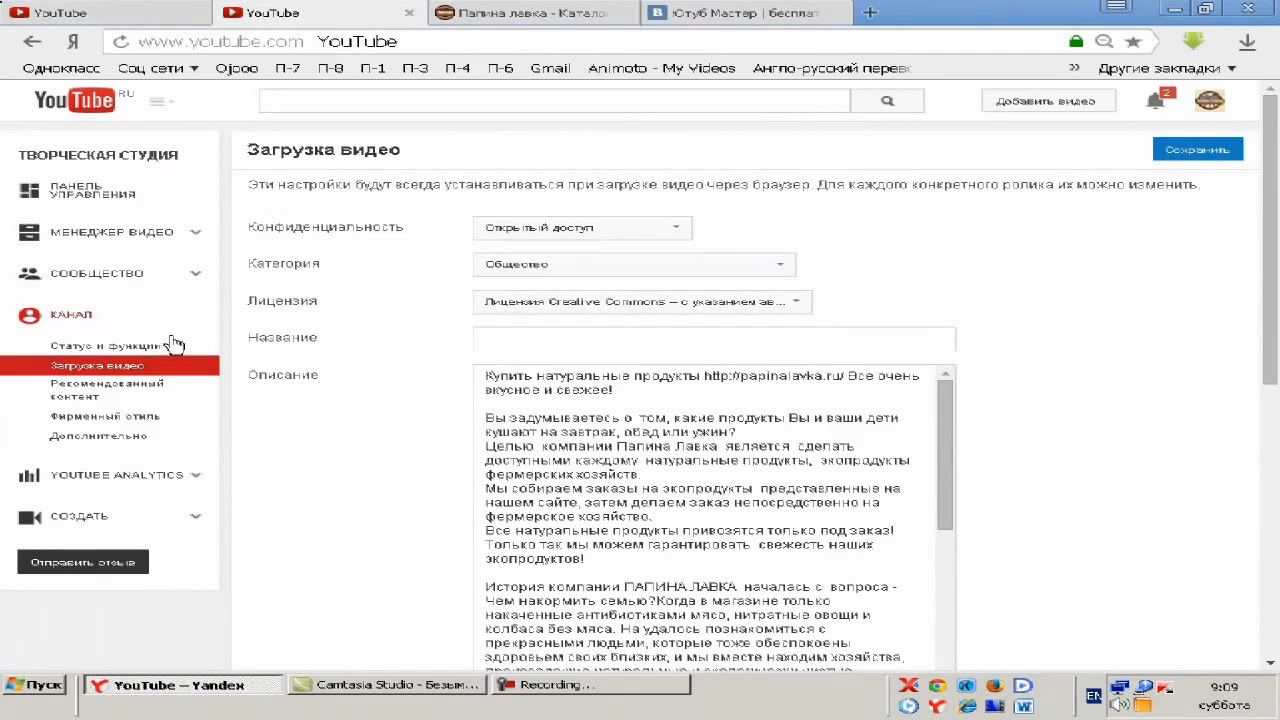 YouTube
YouTube
Папина лавка - Каталог
Ютуб Мастер | бесплат
www.youtube.com YouTube
Однокласс Соц сети Ojooo П-7 П-9 П-1 П-3 П-4 П-6 Gmail Animoto - My Videos Англо-русский перевс » Другие закладки
YouTube RU
Добавить видео
2
ТВОРЧЕСКАЯ СТУДИЯ
ПАНЕЛЬ
УПРАВЛЕНИЯ
МЕНЕДЖЕР ВИДЕО
СООБЩЕСТВО
КАНАЛ
Статус и функции
Загрузка видео
Рекомендованный
контент
Фирменный стиль
Дополнительно
YOUTUBE ANALYTICS
СОЗДАТЬ
Отправить отзыв
Загрузка видео
Сохранить
Эти настройки будут всегда устанавливаться при загрузке видео через браузер. Для каждого конкретного ролика их можно изменить.
Конфиденциальность
Открытый доступ
Категория
Общество
Лицензия
Лицензия Creative Commons – с указанием ав...
Название
Описание
Купить натуральные продукты http://papinalavka.ru/ Все очень
вкусное и свежее!
Вы задумываетесь о том, какие продукты Вы и ваши дети
кушают на завтрак, обед или ужин?
Целью компании Папина Лавка является сделать
доступными каждому натуральные продукты, экопродукты
фермерских хозяйств.
Мы собираем заказы на экопродукты представленные на
нашем сайте, затем делаем заказ непосредственно на
фермерское хозяйство.
Все натуральные продукты привозятся только под заказ!
Только так мы можем гарантировать свежесть наших
экопродуктов!
История компании ПАПИНА ЛАВКА началась с вопроса -
Чем накормить семью?Когда в магазине только
накаченные антибиотиками мясо, нитратные овощи и
колбаса без мяса. На удалось познакомиться с
прекрасными людьми, которые тоже обеспокоены
здоровьем своих близких, и мы вместе находим хозяйства,
Пуск
YouTube — Yandex
Camtasia Studio - Безым...
Recording...
EN
9:09
суббота